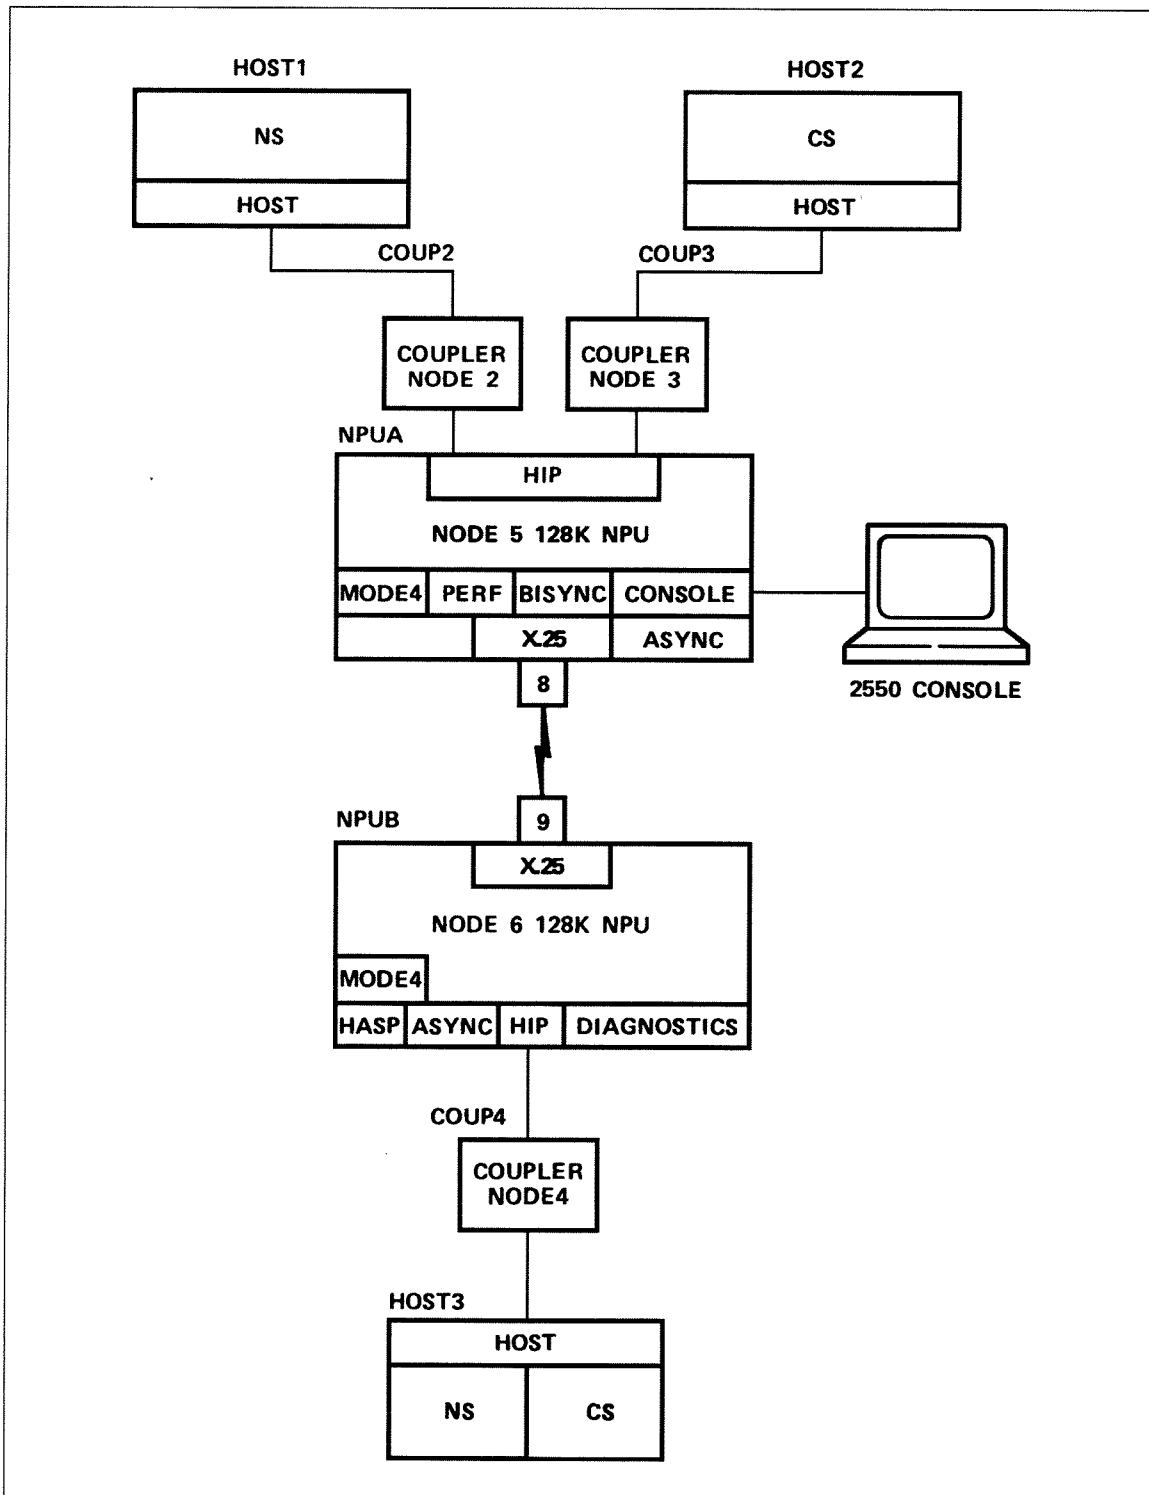 HOST1
HOST2
NS
CS
HOST
HOST
COUP2
COUP3
COUPLER
NODE 2
COUPLER
NODE 3
NPUA
HIP
NODE 5 128K NPU
MODE4
PERF
BISYNC
CONSOLE
X.25
ASYNC
8
2550 CONSOLE
NPUB
9
X.25
NODE 6 128K NPU
MODE4
HASP
ASYNC
HIP
DIAGNOSTICS
COUP4
COUPLER
NODE4
HOST3
HOST
NS
CS